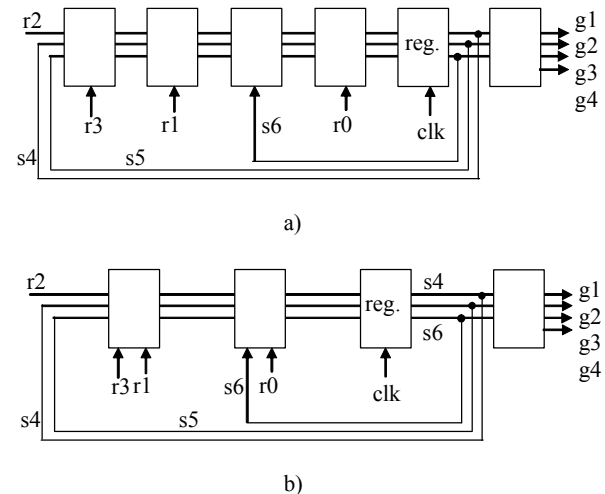 r2
g1
g2
g3
g4
reg.
r3
r1
s6
r0
clk
s4
s5
a)
r2
s4
g1
g2
g3
g4
reg.
s6
r3 r1
s6
r0
clk
s4
s5
b)